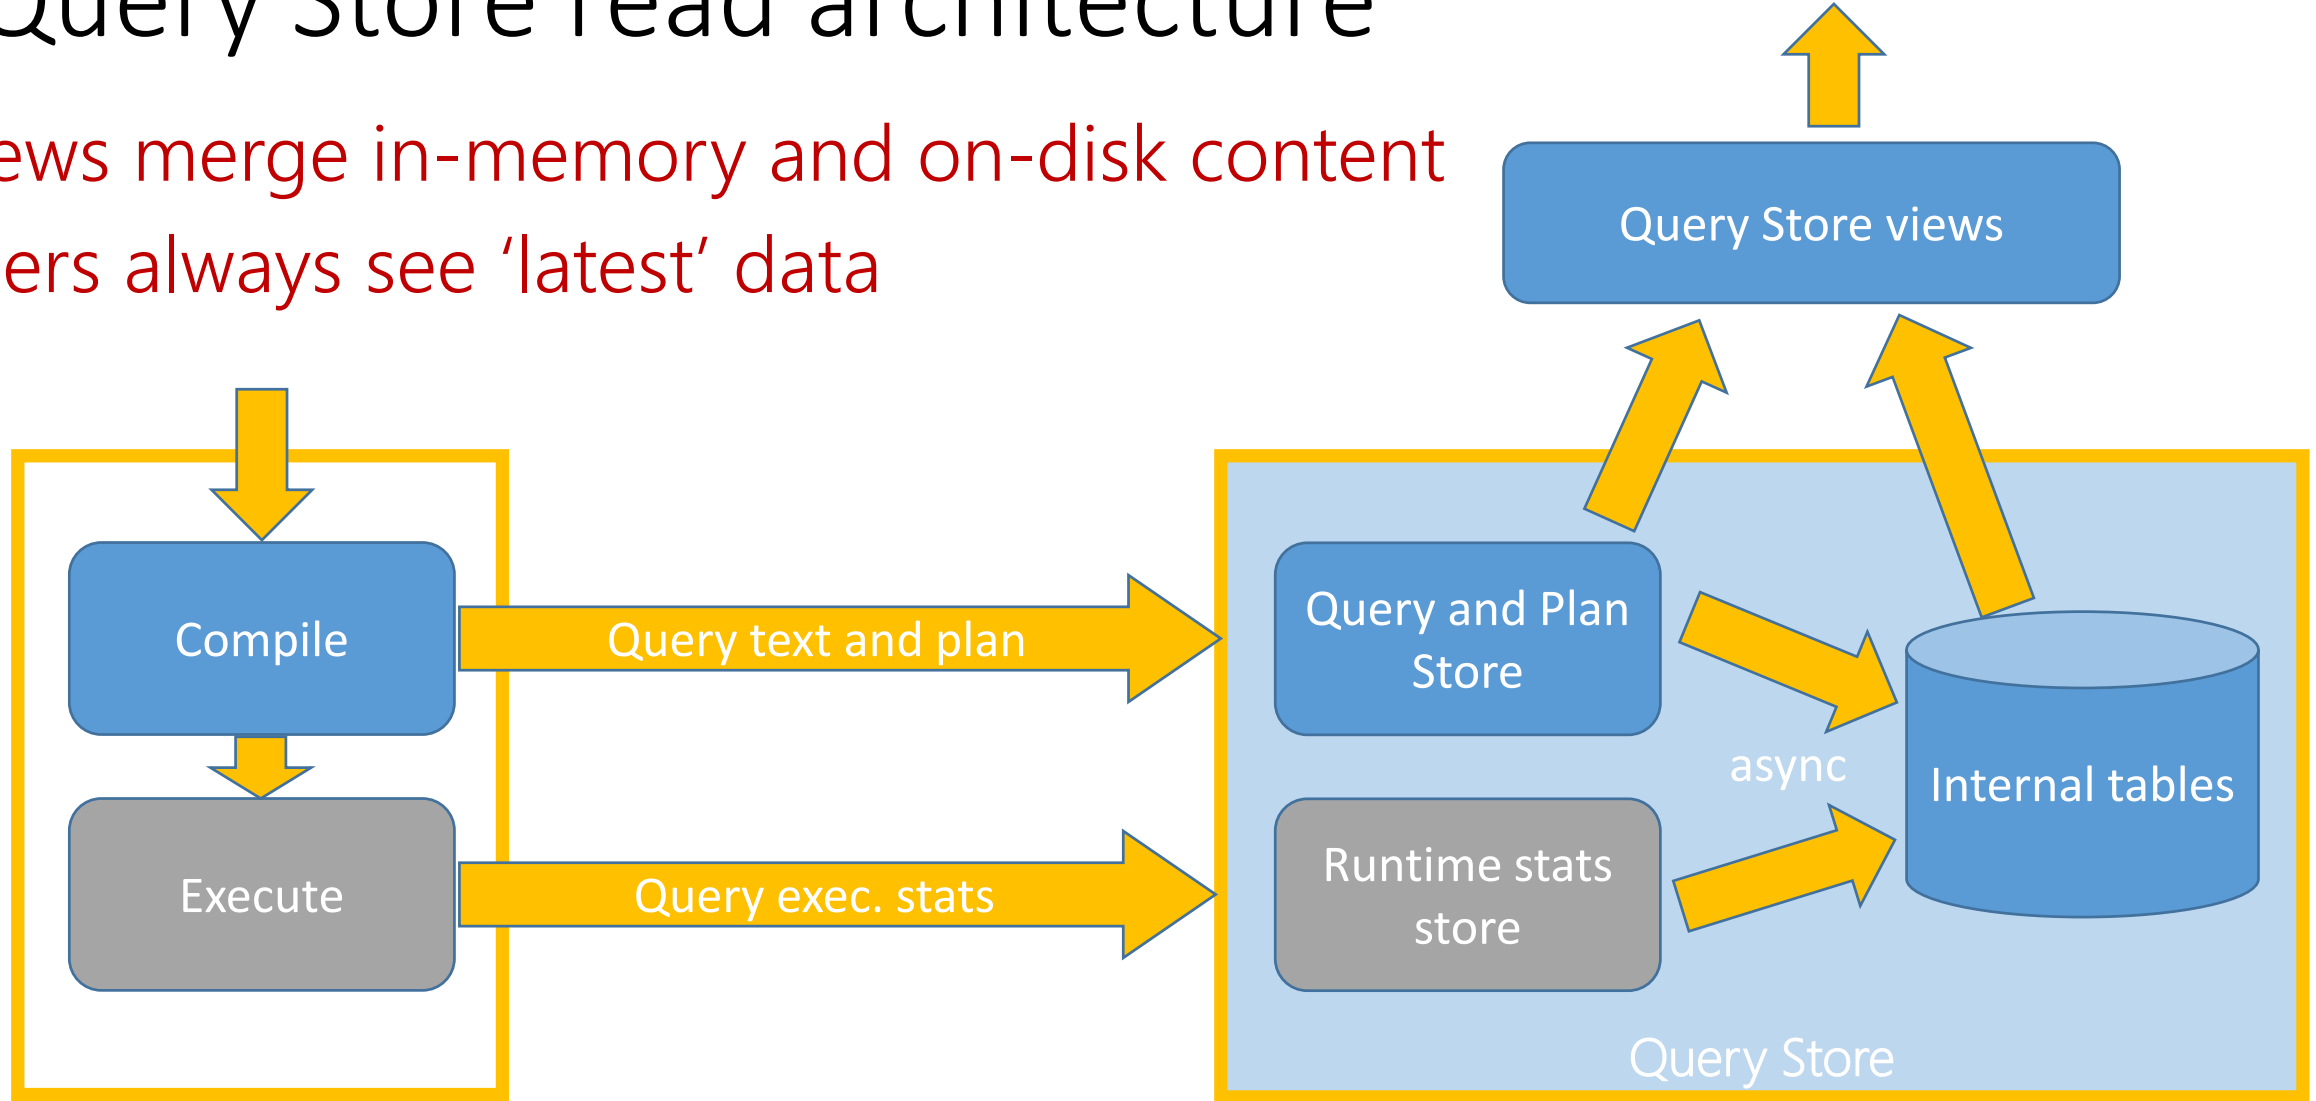 Query Store read architecture
ews merge in-memory and on-disk content
ers always see ‘latest’ data
Query Store views
Compile
Query text and plan
Query and Plan
Store
async
Internal tables
Execute
Query exec. stats
Runtime stats
store
Query Store